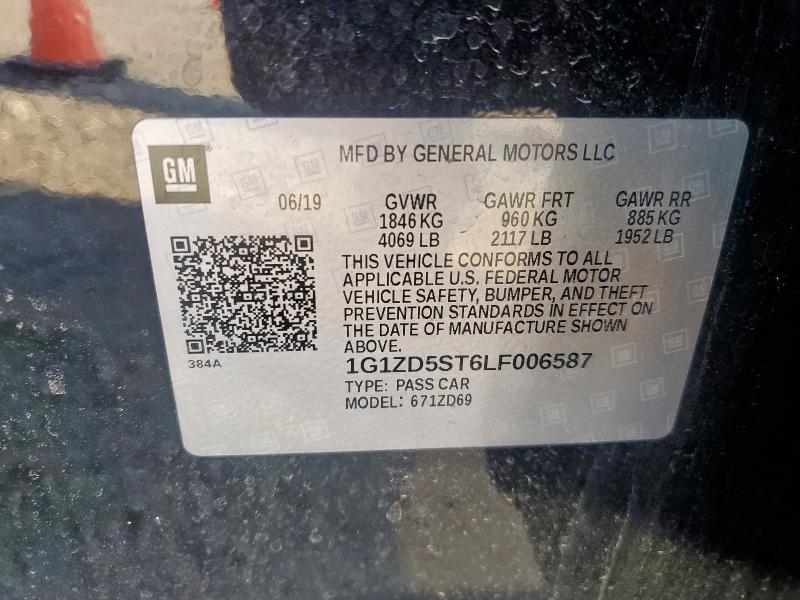 GM
MFD BY GENERAL MOTORS LLC
06/19 GVWR GAWR FRT GAWR RR
1846 KG 960 KG 885 KG
4069 LB 2117 LB 1952 LB
THIS VEHICLE CONFORMS TO ALL
APPLICABLE U.S. FEDERAL MOTOR
VEHICLE SAFETY, BUMPER, AND THEFT
PREVENTION STANDARDS IN EFFECT ON
THE DATE OF MANUFACTURE SHOWN
ABOVE.
384A
1G1ZD5ST6LF006587
TYPE: PASS CAR
MODEL: 671ZD69